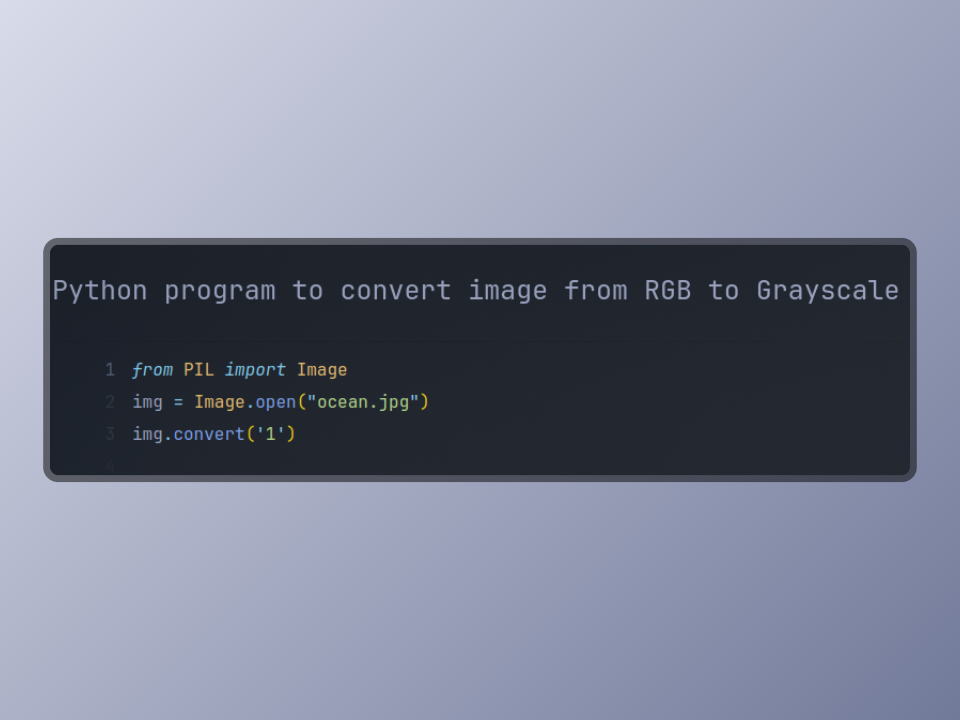 Python program to convert image from RGB to Grayscale
1 from PIL import Image
2 img = Image.open("ocean.jpg")
3 img.convert('1')
4